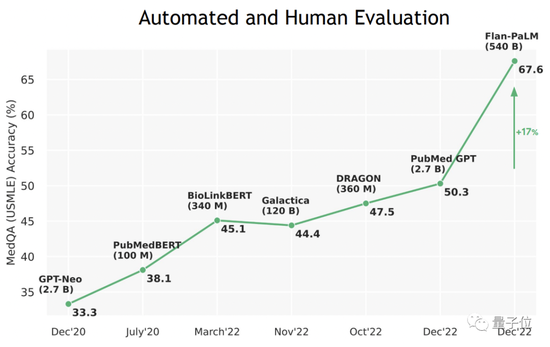 Automated and Human Evaluation
MedQA (USMLE) Accuracy (%)
65
60
55
50
45
40
35
GPT-Neo
(2.7 B)
33.3
PubMedBERT
(100 M)
38.1
BioLinkBERT
(340 M)
45.1
Galactica
(120 B)
44.4
DRAGON
(360 M)
47.5
PubMed GPT
(2.7 B)
50.3
Flan-PaLM
(540 B)
67.6
+17%
Dec'20
July'20
March'22
Nov'22
Oct'22
Dec'22
Dec'22
量子位